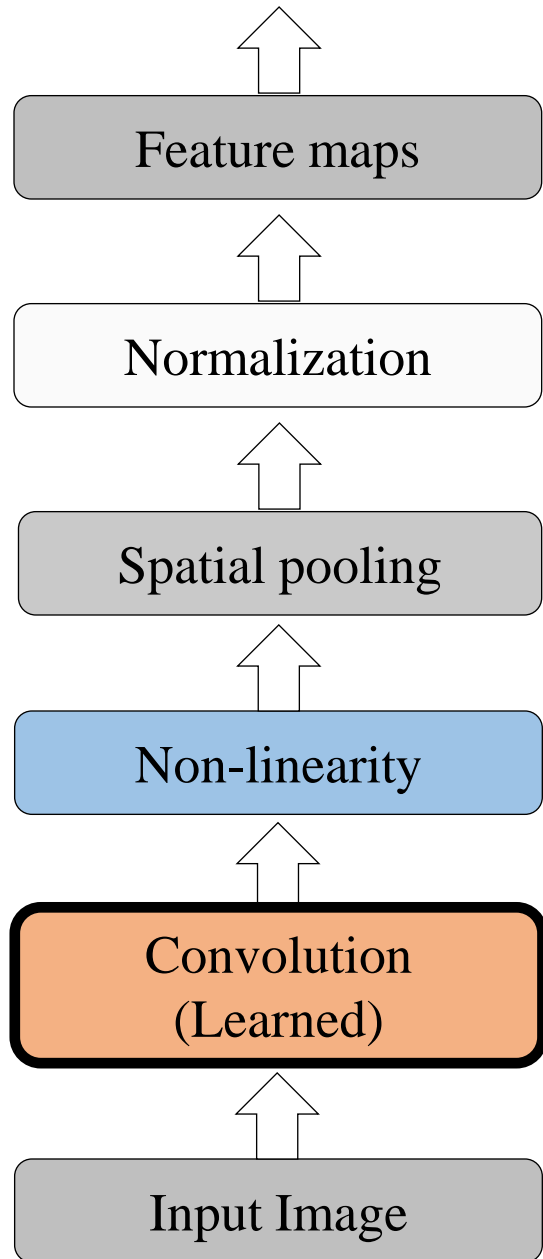 Feature maps
Normalization
Spatial pooling
Non-linearity
Convolution
(Learned)
Input Image